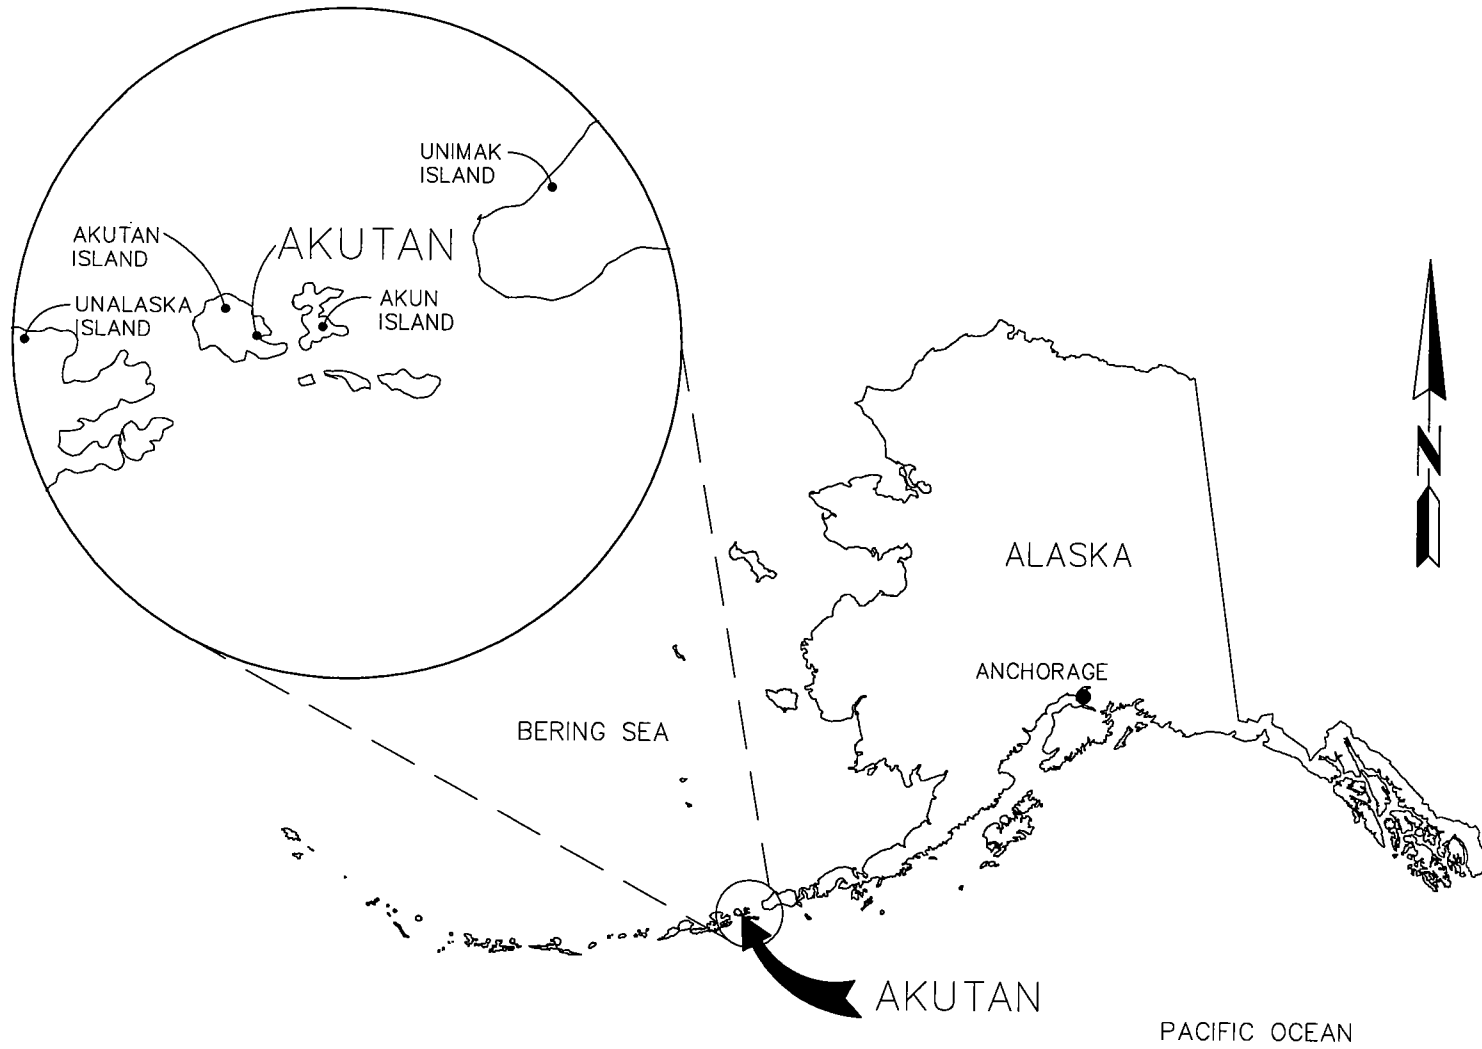 UNIMAK
ISLAND
AKUTAN
ISLAND
AKUTAN
UNALASKA
ISLAND
AKUN
ISLAND
N
ALASKA
ANCHORAGE
BERING SEA
AKUTAN
PACIFIC OCEAN